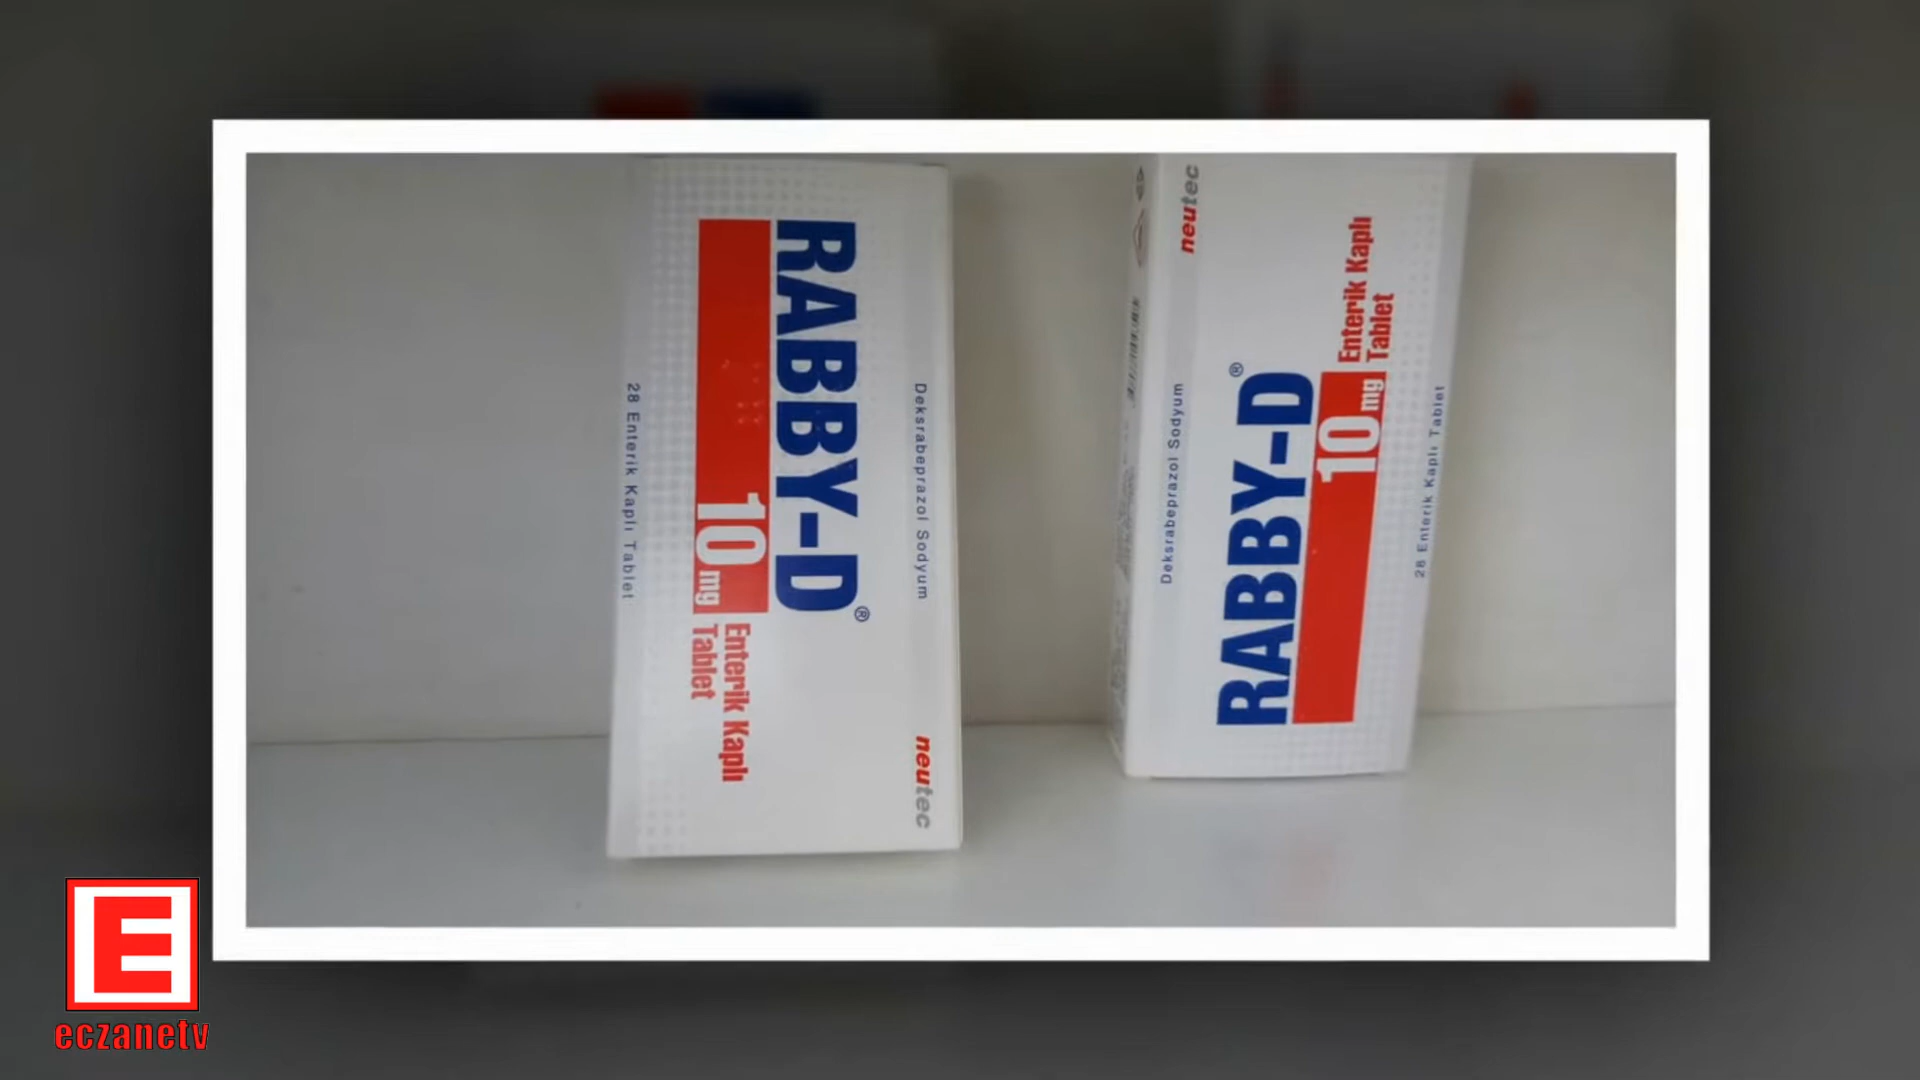 Deksrabeprazol Sodyum
RABBY-D®
10 mg Enterik Kaplı
Tablet
28 Enterik Kaplı Tablet
neutec
neutec
Deksrabeprazol Sodyum
RABBY-D®
10 mg Enterik Kaplı
Tablet
28 Enterik Kaplı Tablet
E
eczanetv